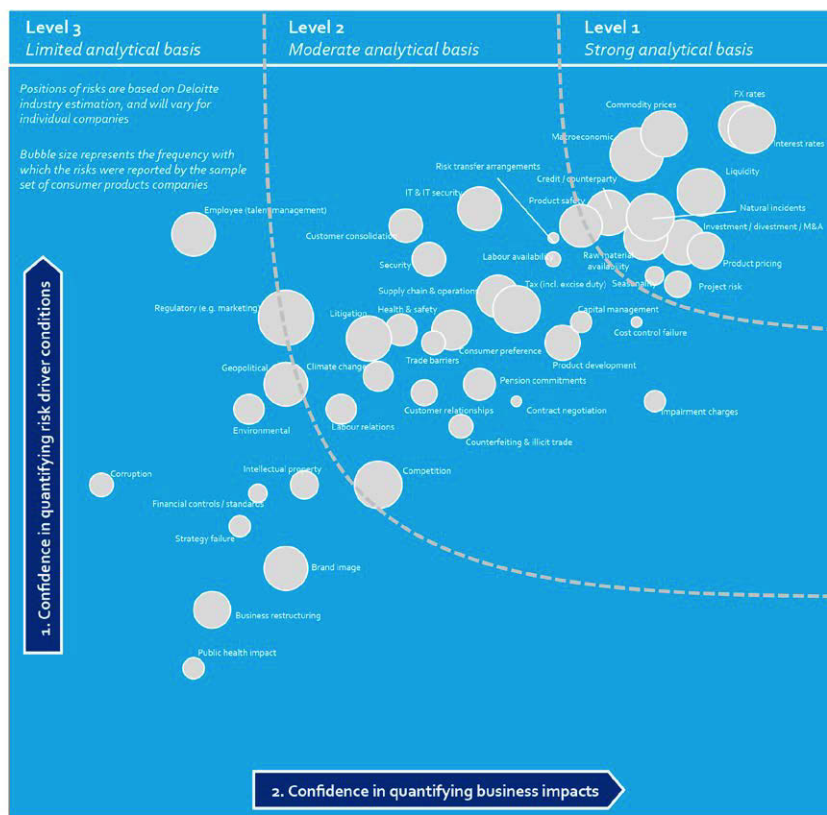 Level 3
Limited analytical basis
Level 2
Moderate analytical basis
Level 1
Strong analytical basis
Positions of risks are based on Deloitte
industry estimation, and will vary for
individual companies
Bubble size represents the frequency with
which the risks were reported by the sample
set of consumer products companies
FX rates
Commodity prices
Macroeconomic
Interest rates
Risk transfer arrangements
Credit / counterparty
Liquidity
IT & IT security
Product safety
Natural incidents
Employee (talent management)
Investment / divestment / M&A
Customer consolidation
Labour availability
Raw material
availability
Product pricing
Security
Seasonality
Project risk
Supply chain & operations
Tax (incl. excise duty)
Regulatory (e.g. marketing)
Health & safety
Capital management
Litigation
Cost control failure
Consumer preference
Trade barriers
Product development
Geopolitical
Climate change
Pension commitments
Customer relationships
Contract negotiation
Impairment charges
Environmental
Labour relations
Counterfeiting & illicit trade
Corruption
Intellectual property
Competition
Financial controls / standards
Strategy failure
Brand image
Business restructuring
Public health impact
1. Confidence in quantifying risk driver conditions
2. Confidence in quantifying business impacts